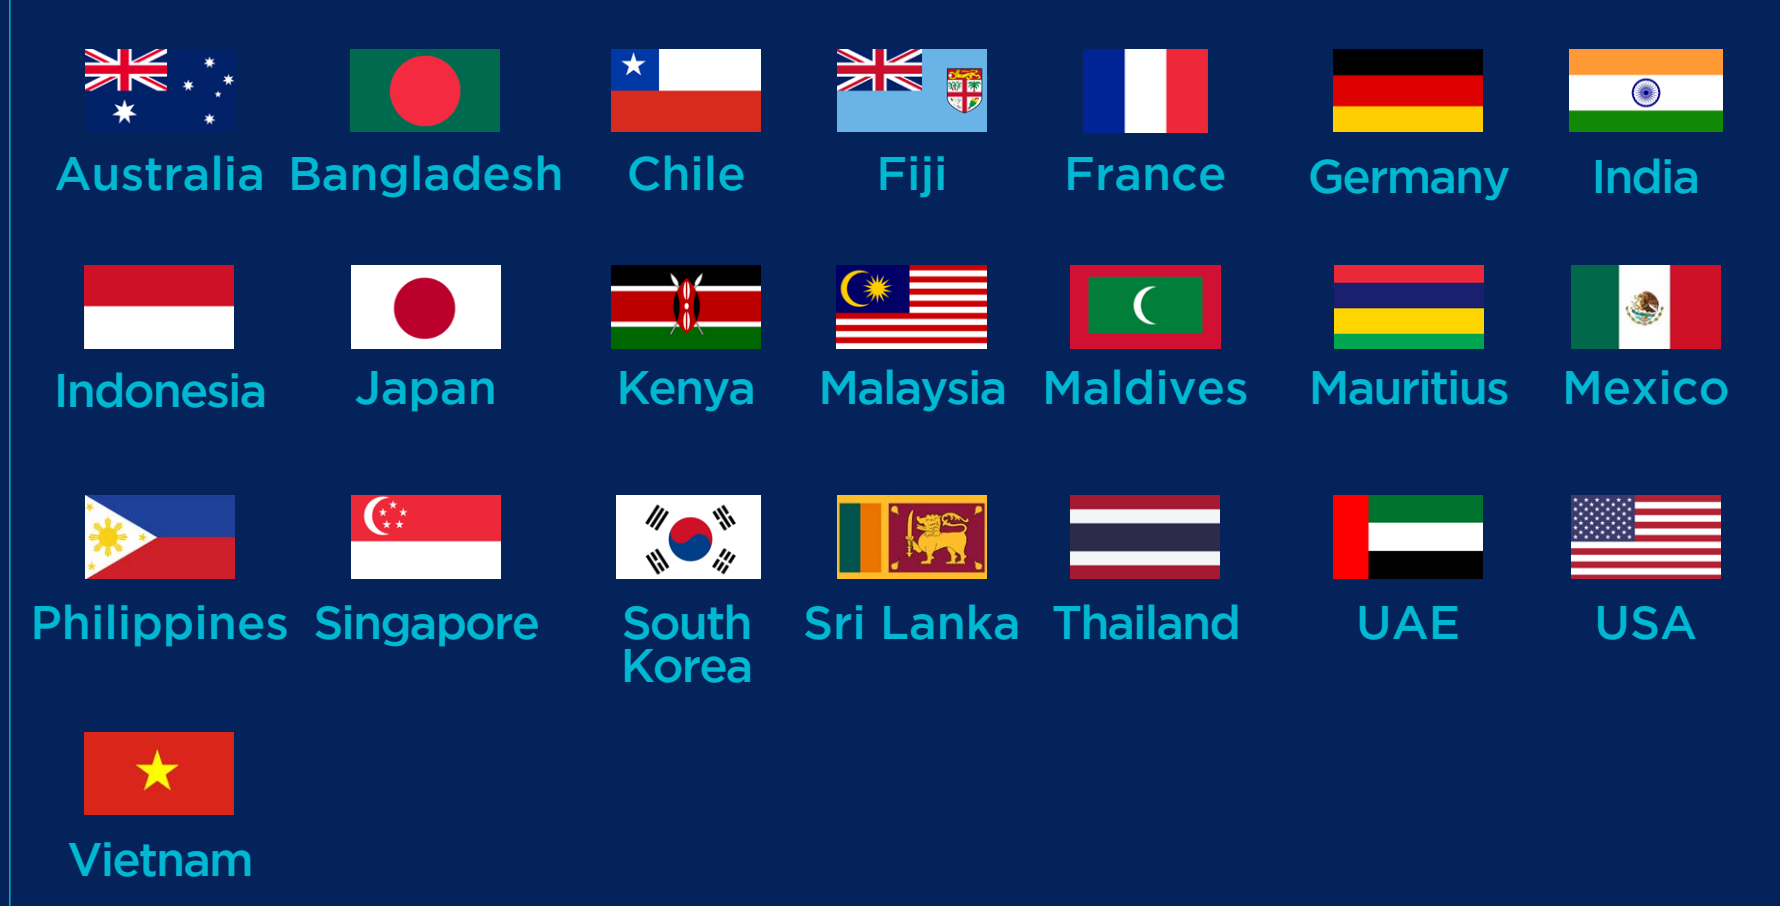 Australia Bangladesh Chile Fiji France Germany India
Indonesia Japan Kenya Malaysia Maldives Mauritius Mexico
Philippines Singapore South Korea Sri Lanka Thailand UAE USA
Vietnam